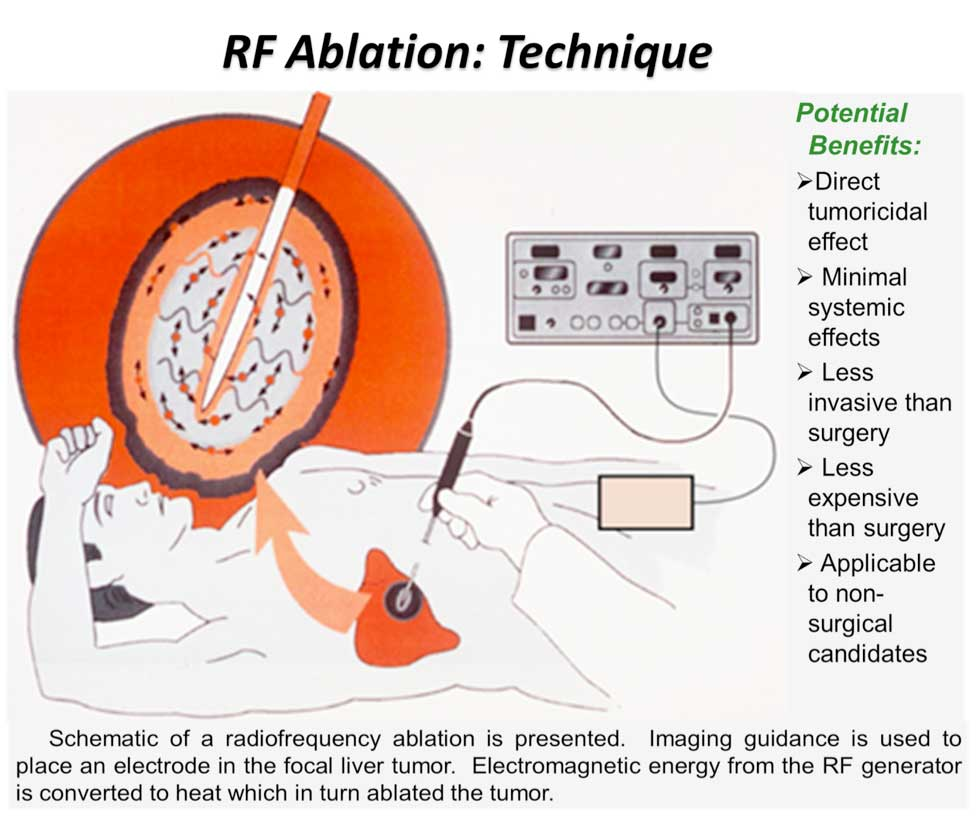 RF Ablation: Technique
Potential
Benefits:
➢Direct
tumoricidal
effect
➢ Minimal
systemic
effects
➢ Less
invasive than
surgery
➢ Less
expensive
than surgery
➢ Applicable
to non-
surgical
candidates
Schematic of a radiofrequency ablation is presented. Imaging guidance is used to
place an electrode in the focal liver tumor. Electromagnetic energy from the RF generator
is converted to heat which in turn ablated the tumor.